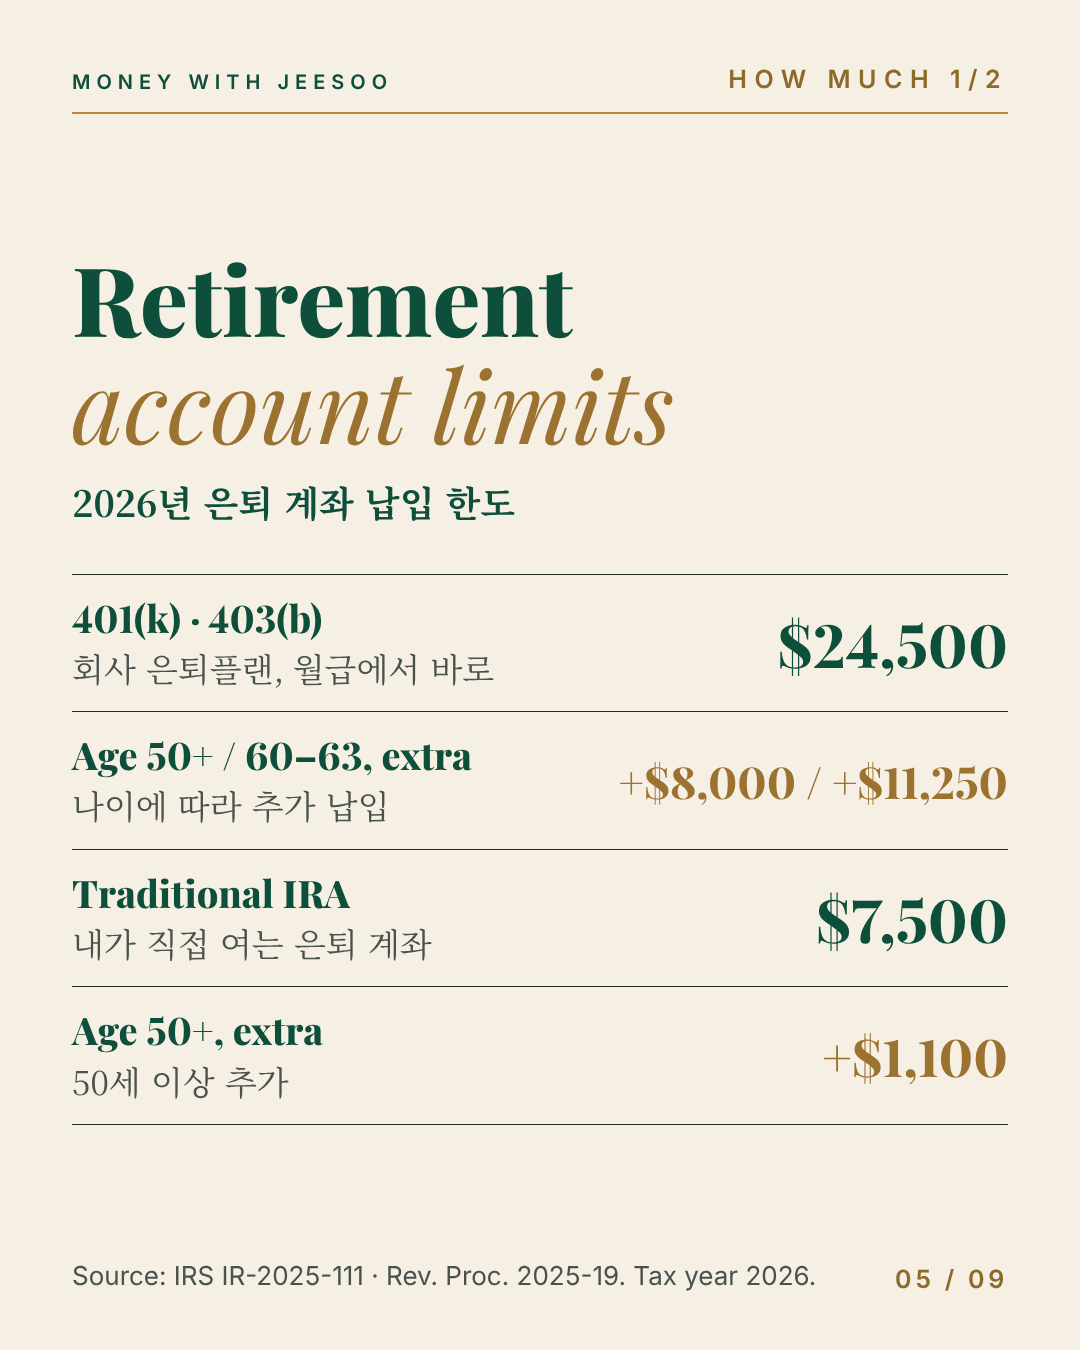 MONEY WITH JEESOO
HOW MUCH 1/2
Retirement
account limits
2026년 은퇴 계좌 납입 한도
401(k) · 403(b)
회사 은퇴플랜, 월급에서 바로
$24,500
Age 50+ / 60–63, extra
나이에 따라 추가 납입
+$8,000 / +$11,250
Traditional IRA
내가 직접 여는 은퇴 계좌
$7,500
Age 50+, extra
50세 이상 추가
+$1,100
Source: IRS IR-2025-111 · Rev. Proc. 2025-19. Tax year 2026.
05 / 09